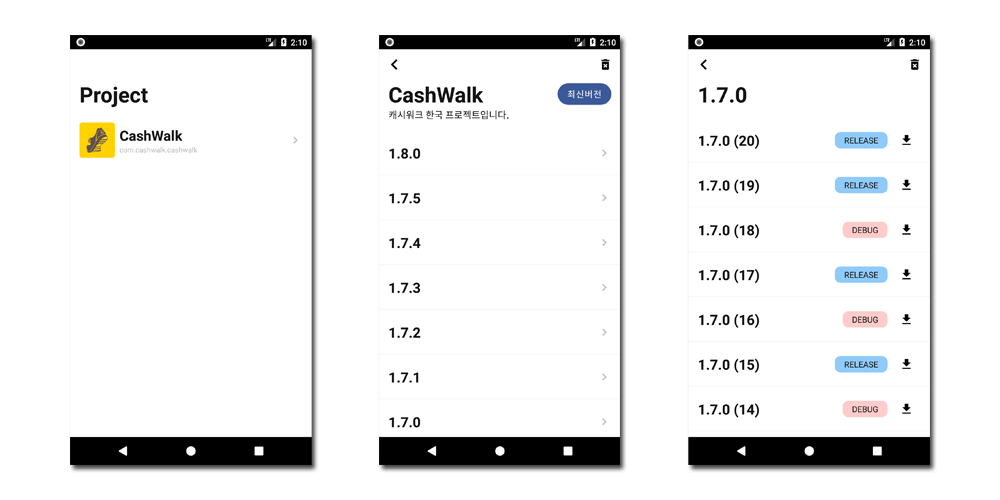 2:10
Project
CashWalk
com.cashwalk.cashwalk
2:10
CashWalk
최신버전
캐시워크 한국 프로젝트입니다.
1.8.0
1.7.5
1.7.4
1.7.3
1.7.2
1.7.1
1.7.0
2:10
1.7.0
1.7.0 (20) RELEASE
1.7.0 (19) RELEASE
1.7.0 (18) DEBUG
1.7.0 (17) RELEASE
1.7.0 (16) DEBUG
1.7.0 (15) RELEASE
1.7.0 (14) DEBUG